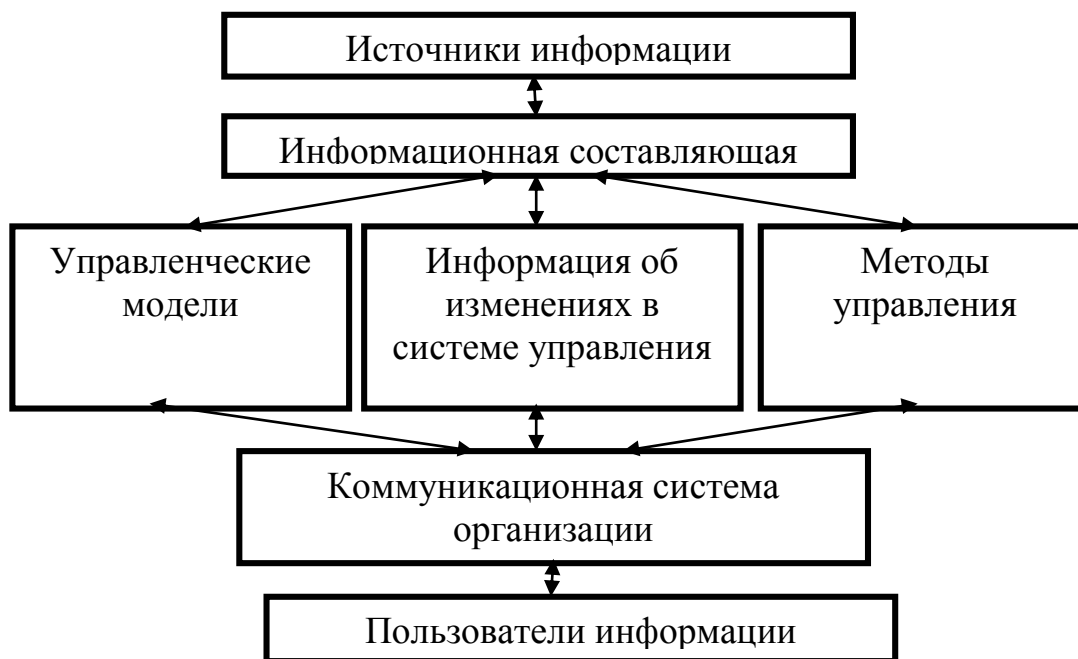 Источники информации
Информационная составляющая
Управленческие
модели
Информация об
изменениях в
системе управления
Методы
управления
Коммуникационная система
организации
Пользователи информации